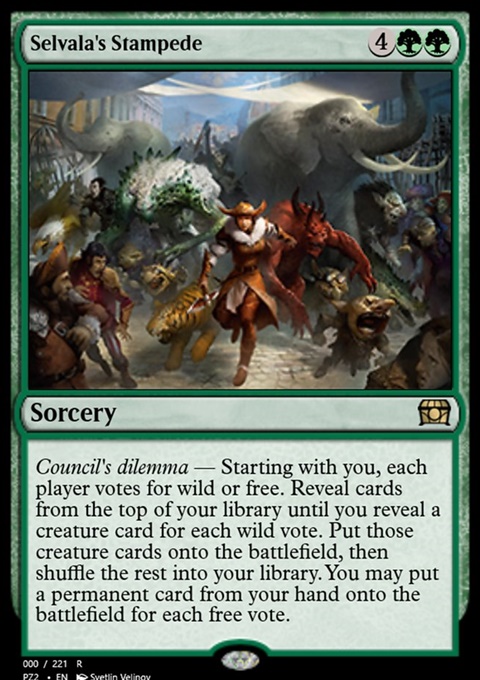 Selvala's Stampede 4
Sorcery
Council's dilemma — Starting with you, each
player votes for wild or free. Reveal cards
from the top of your library until you reveal a
creature card for each wild vote. Put those
creature cards onto the battlefield, then
shuffle the rest into your library. You may put
a permanent card from your hand onto the
battlefield for each free vote.
000 / 221 R
PZ2 • EN Svetlin Velinov